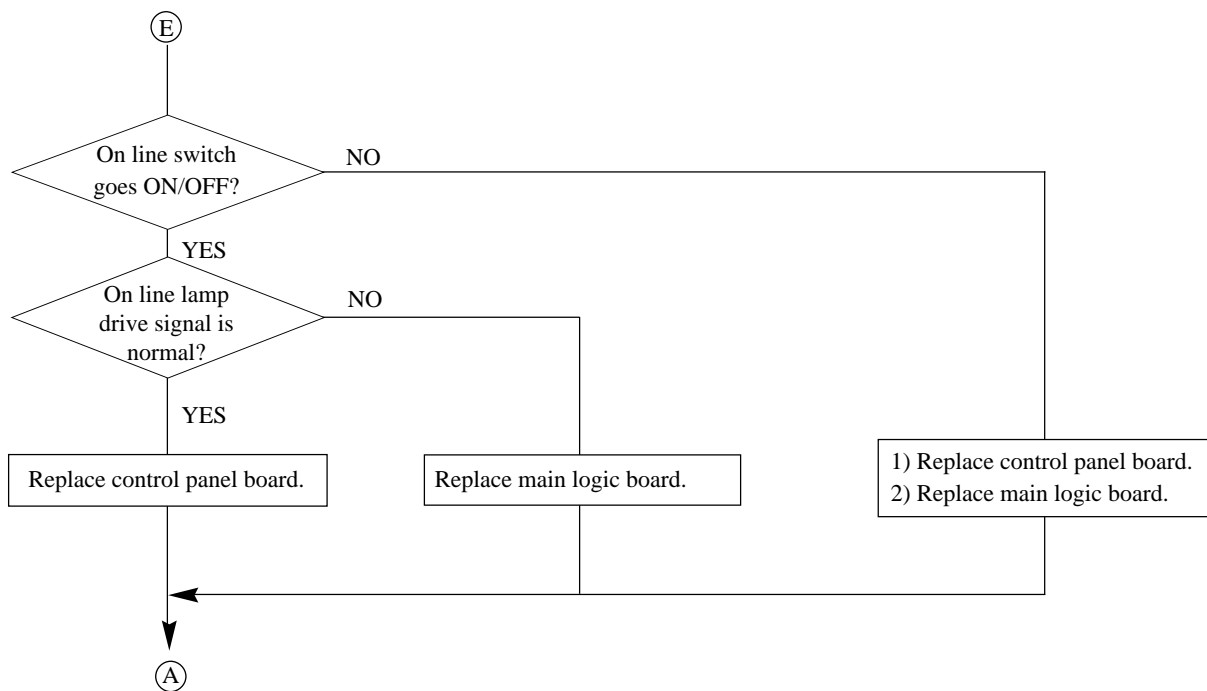 E
On line switch
goes ON/OFF?
NO
YES
On line lamp
drive signal is
normal?
NO
YES
Replace control panel board.
Replace main logic board.
1) Replace control panel board.
2) Replace main logic board.
A